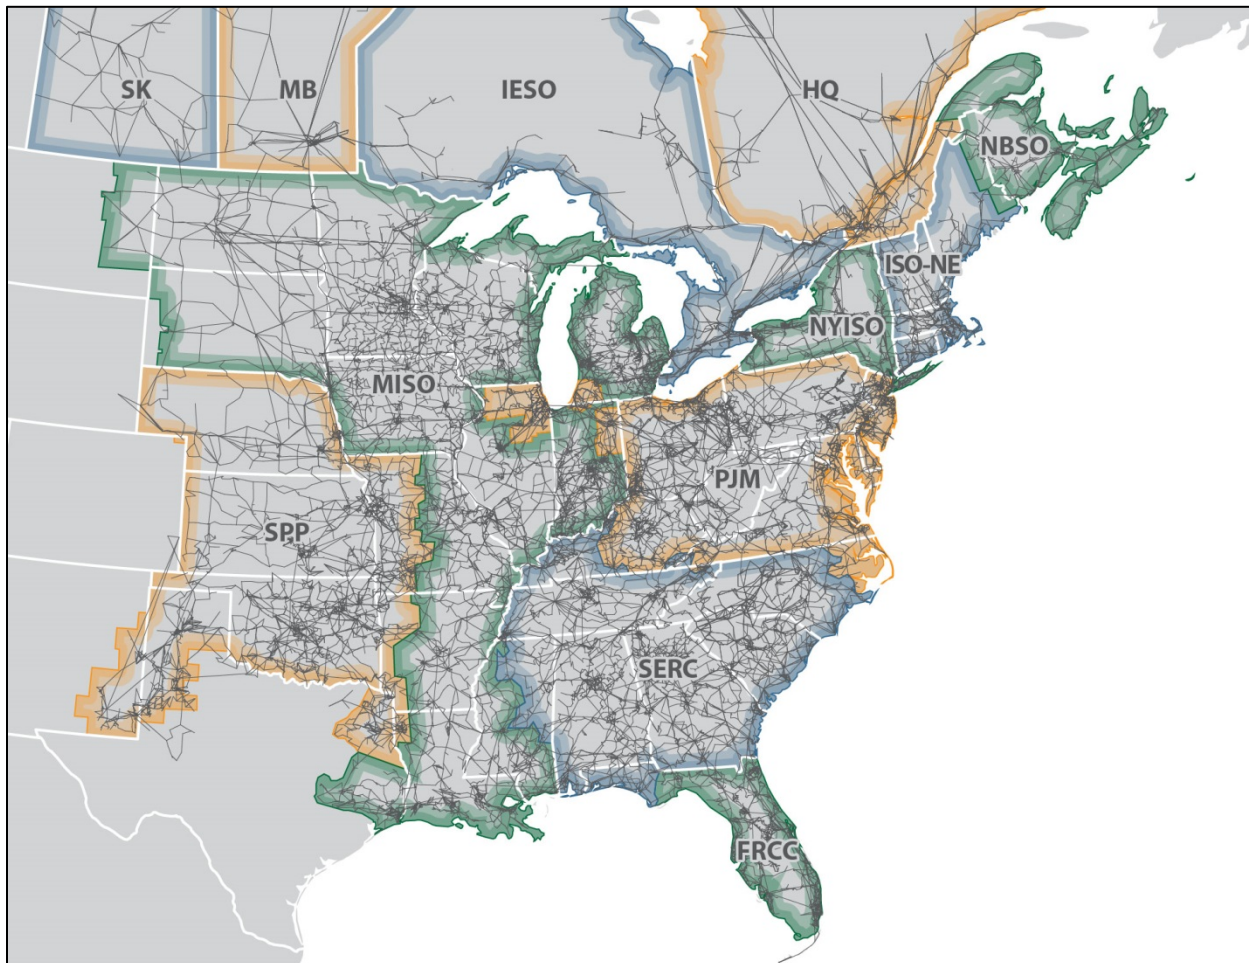 SK
MB
IESO
HQ
NBSO
ISO-NE
NYISO
MISO
PJM
SPP
SERC
FRCC